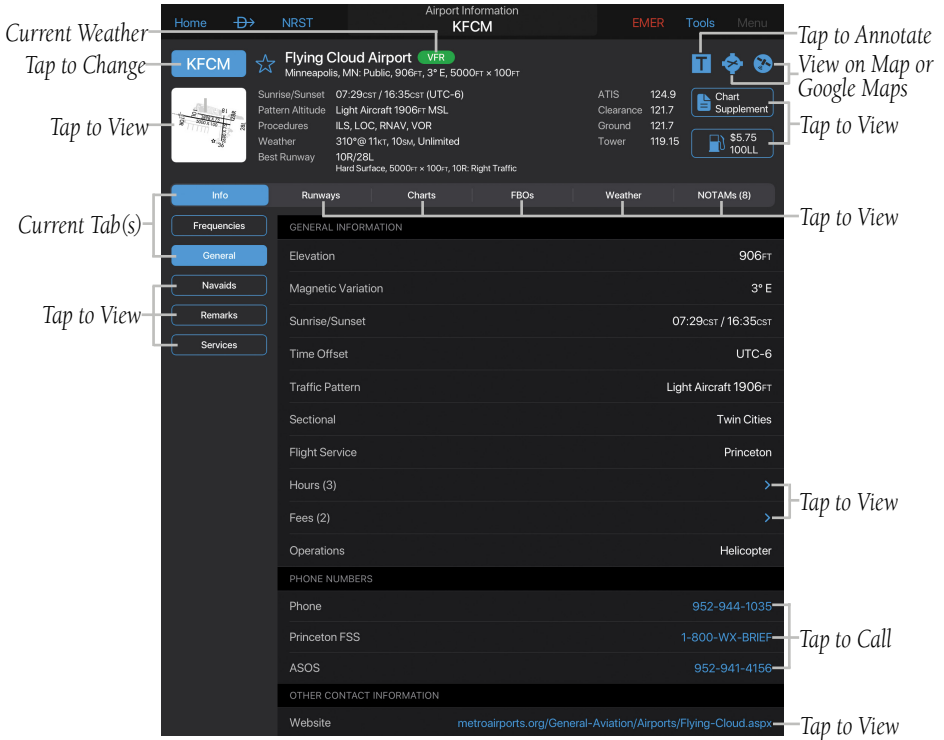 Airport Information
Home D NRST KFCM EMER Tools Menu
Current Weather
Tap to Annotate
Flying Cloud Airport VFR
Tap to Change
KFCM
Minneapolis, MN: Public, 906FT, 3° E, 5000FT × 100FT
T
View on Map or
Google Maps
Sunrise/Sunset 07:29CST / 16:35CST (UTC-6) ATIS 124.9
Pattern Altitude Light Aircraft 1906FT MSL Clearance 121.7
Procedures ILS, LOC, RNAV, VOR Ground 121.7
Weather 310°@ 11KT, 10SM, Unlimited Tower 119.15
Best Runway 10R/28L
Hard Surface, 5000FT × 100FT, 10R: Right Traffic
Chart
Supplement
$5.75
100LL
Tap to View
Tap to View
Info Runways Charts FBOs Weather NOTAMs (8)
Tap to View
Current Tab(s)
Frequencies
General
Navaids
Remarks
Services
Tap to View
GENERAL INFORMATION
Elevation 906FT
Magnetic Variation 3° E
Sunrise/Sunset 07:29CST / 16:35CST
Time Offset UTC-6
Traffic Pattern Light Aircraft 1906FT
Sectional Twin Cities
Flight Service Princeton
Hours (3)
Fees (2)
Tap to View
Operations Helicopter
PHONE NUMBERS
Phone 952-944-1035
Princeton FSS 1-800-WX-BRIEF
ASOS 952-941-4156
Tap to Call
OTHER CONTACT INFORMATION
Website metroairports.org/General-Aviation/Airports/Flying-Cloud.aspx
Tap to View